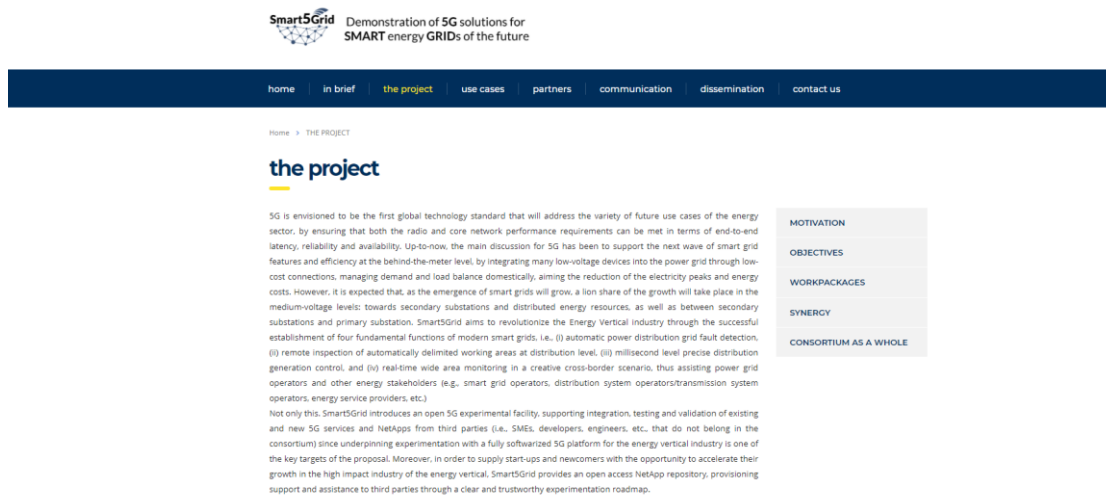 Smart5Grid
Demonstration of 5G solutions for
SMART energy GRIDs of the future
home
in brief
the project
use cases
partners
communication
dissemination
contact us
Home > THE PROJECT
the project
5G is envisioned to be the first global technology standard that will address the variety of future use cases of the energy
sector, by ensuring that both the radio and core network performance requirements can be met in terms of end-to-end
latency, reliability and availability. Up-to-now, the main discussion for 5G has been to support the next wave of smart grid
features and efficiency at the behind-the-meter level, by integrating many low-voltage devices into the power grid through low-
cost connections, managing demand and load balance domestically, aiming the reduction of the electricity peaks and energy
costs. However, it is expected that, as the emergence of smart grids will grow, a lion share of the growth will take place in the
medium-voltage levels: towards secondary substations and distributed energy resources, as well as between secondary
substations and primary substation. Smart5Grid aims to revolutionize the Energy Vertical industry through the successful
establishment of four fundamental functions of modern smart grids, i.e., (i) automatic power distribution grid fault detection,
(ii) remote inspection of automatically delimited working areas at distribution level, (iii) millisecond level precise distribution
generation control, and (iv) real-time wide area monitoring in a creative cross-border scenario, thus assisting power grid
operators and other energy stakeholders (e.g., smart grid operators, distribution system operators/transmission system
operators, energy service providers, etc.)
Not only this, Smart5Grid introduces an open 5G experimental facility, supporting integration, testing and validation of existing
and new 5G services and NetApps from third parties (i.e., SMEs, developers, engineers, etc., that do not belong in the
consortium) since underpinning experimentation with a fully softwarized 5G platform for the energy vertical industry is one of
the key targets of the proposal. Moreover, in order to supply start-ups and newcomers with the opportunity to accelerate their
growth in the high impact industry of the energy vertical, Smart5Grid provides an open access NetApp repository, provisioning
support and assistance to third parties through a clear and trustworthy experimentation roadmap.
MOTIVATION
OBJECTIVES
WORKPACKAGES
SYNERGY
CONSORTIUM AS A WHOLE